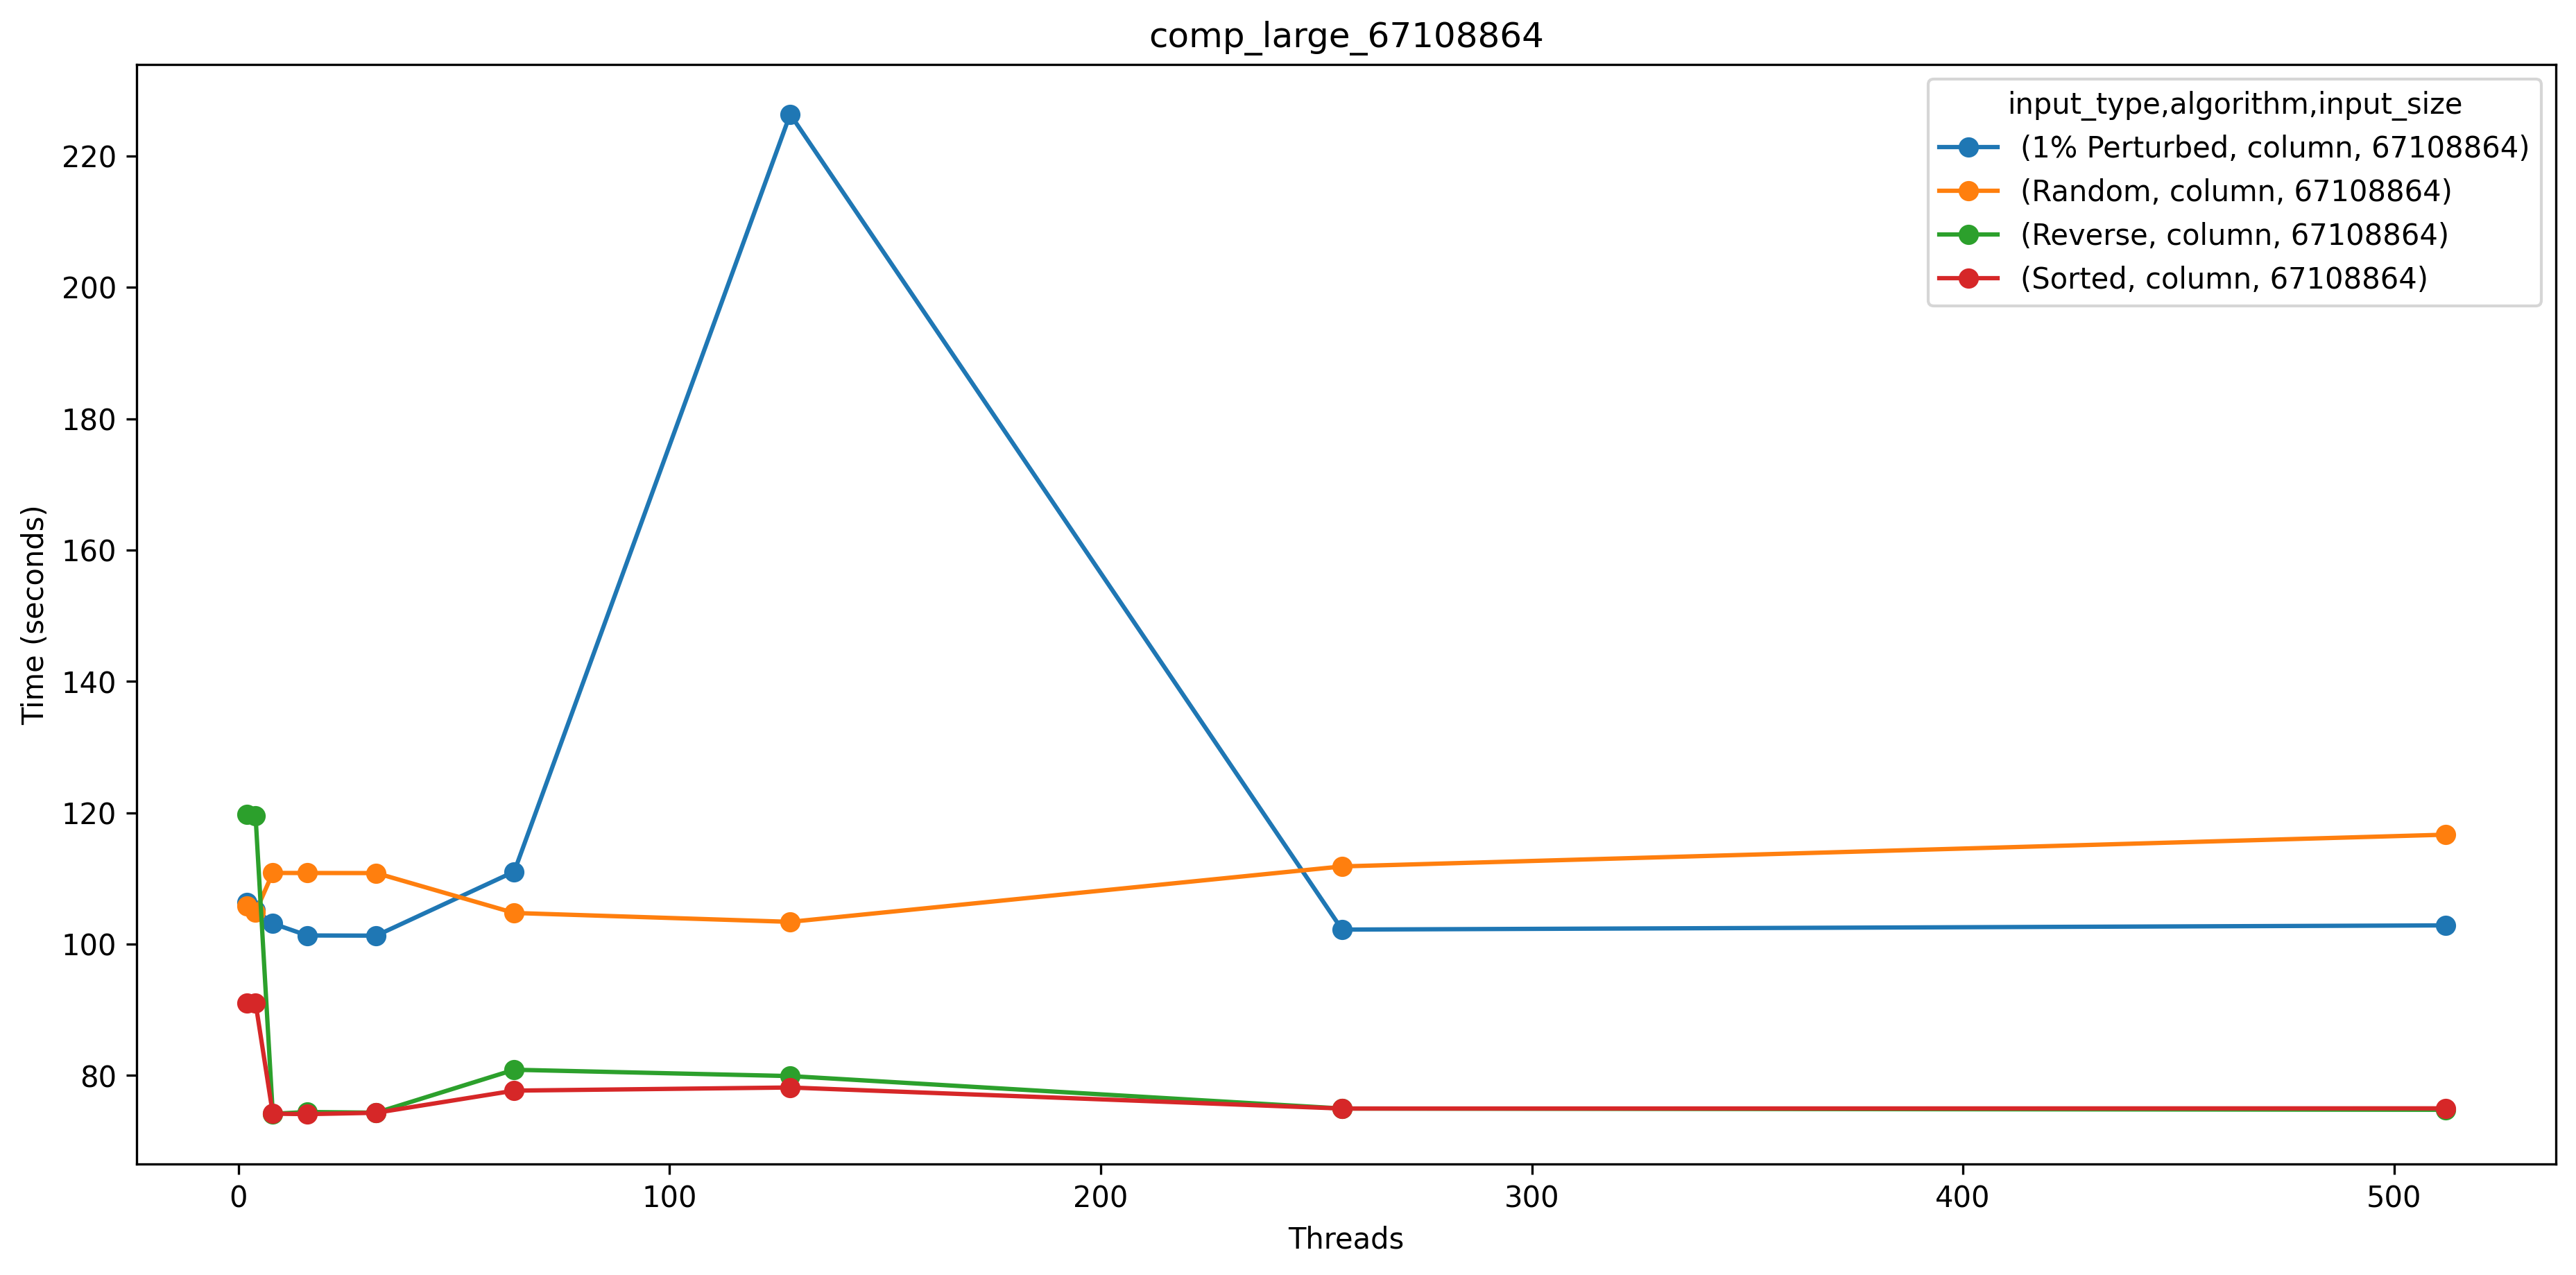 comp_large_67108864
input_type,algorithm,input_size
(1% Perturbed, column, 67108864)
(Random, column, 67108864)
(Reverse, column, 67108864)
(Sorted, column, 67108864)
Time (seconds)
220
200
180
160
140
120
100
80
0 100 200 300 400 500
Threads